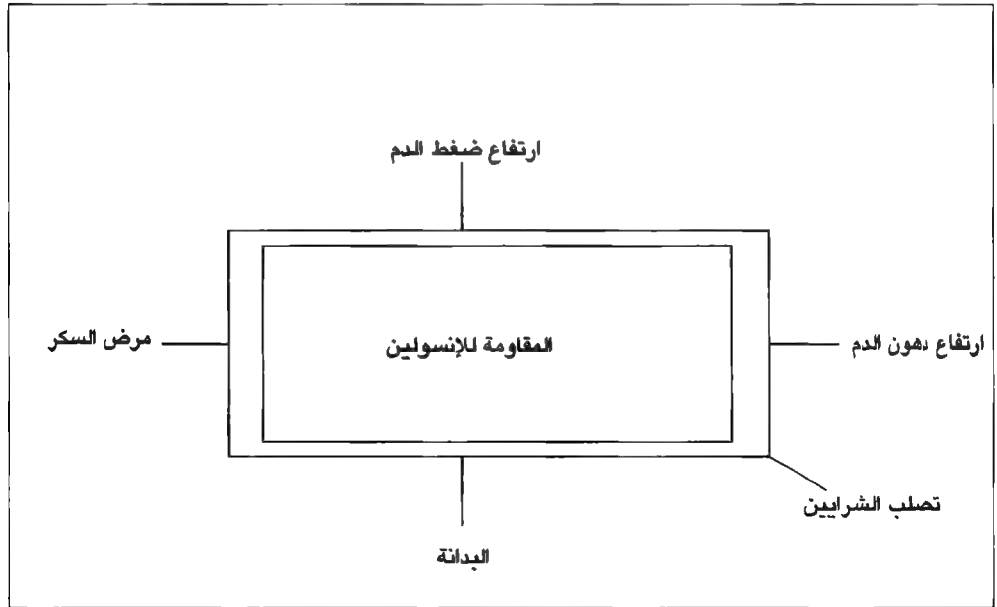 ارتفاع ضغط الدم
ارتفاع دهون الدم
المقاومة للإنسولين
مرض السكر
تصلب الشرايين
البدانة